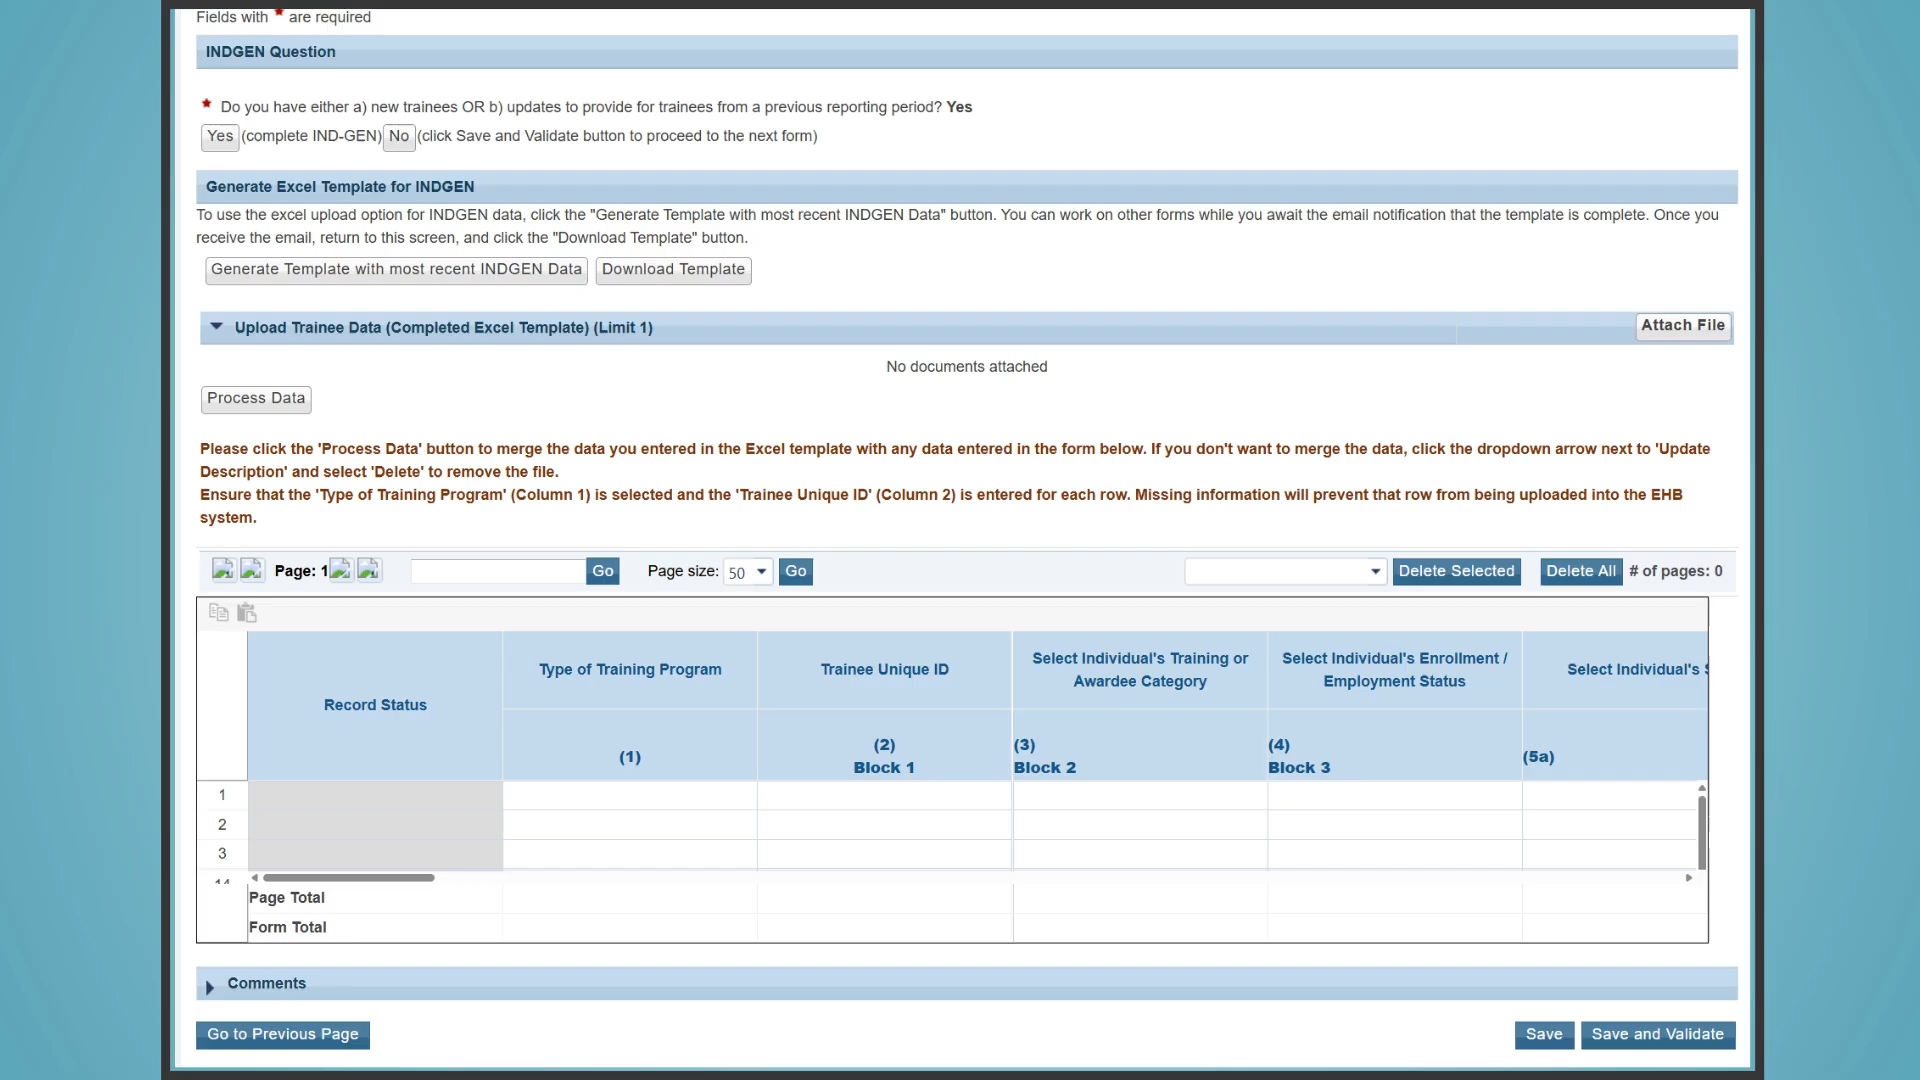 Fields with * are required
INDGEN Question
* Do you have either a) new trainees OR b) updates to provide for trainees from a previous reporting period? Yes
Yes (complete IND-GEN) No (click Save and Validate button to proceed to the next form)
Generate Excel Template for INDGEN
To use the excel upload option for INDGEN data, click the "Generate Template with most recent INDGEN Data" button. You can work on other forms while you await the email notification that the template is complete. Once you
receive the email, return to this screen, and click the "Download Template" button.
Generate Template with most recent INDGEN Data Download Template
Upload Trainee Data (Completed Excel Template) (Limit 1) Attach File
No documents attached
Process Data
Please click the 'Process Data' button to merge the data you entered in the Excel template with any data entered in the form below. If you don't want to merge the data, click the dropdown arrow next to 'Update
Description' and select 'Delete' to remove the file.
Ensure that the 'Type of Training Program' (Column 1) is selected and the 'Trainee Unique ID' (Column 2) is entered for each row. Missing information will prevent that row from being uploaded into the EHB
system.
Page: 1 Go Page size: 50 Go Delete Selected Delete All # of pages: 0
Record Status
Type of Training Program
(1)
Trainee Unique ID
(2)
Block 1
Select Individual's Training or
Awardee Category
(3)
Block 2
Select Individual's Enrollment /
Employment Status
(4)
Block 3
Select Individual's
(5a)
1
2
3
Page Total
Form Total
Comments
Go to Previous Page Save Save and Validate